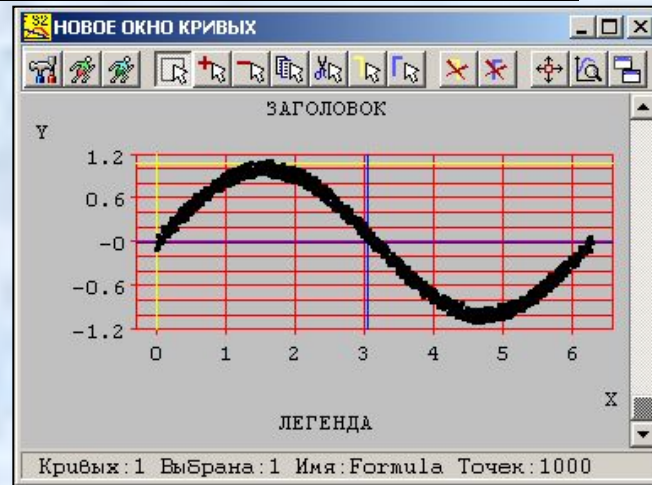 НОВОЕ ОКНО КРИВЫХ
ЗАГОЛОВОК
Y
1.2
0.6
-0
-0.6
-1.2
0 1 2 3 4 5 6
X
ЛЕГЕНДА
Кривых:1 Выбрана:1 Имя:Formula Точек:1000